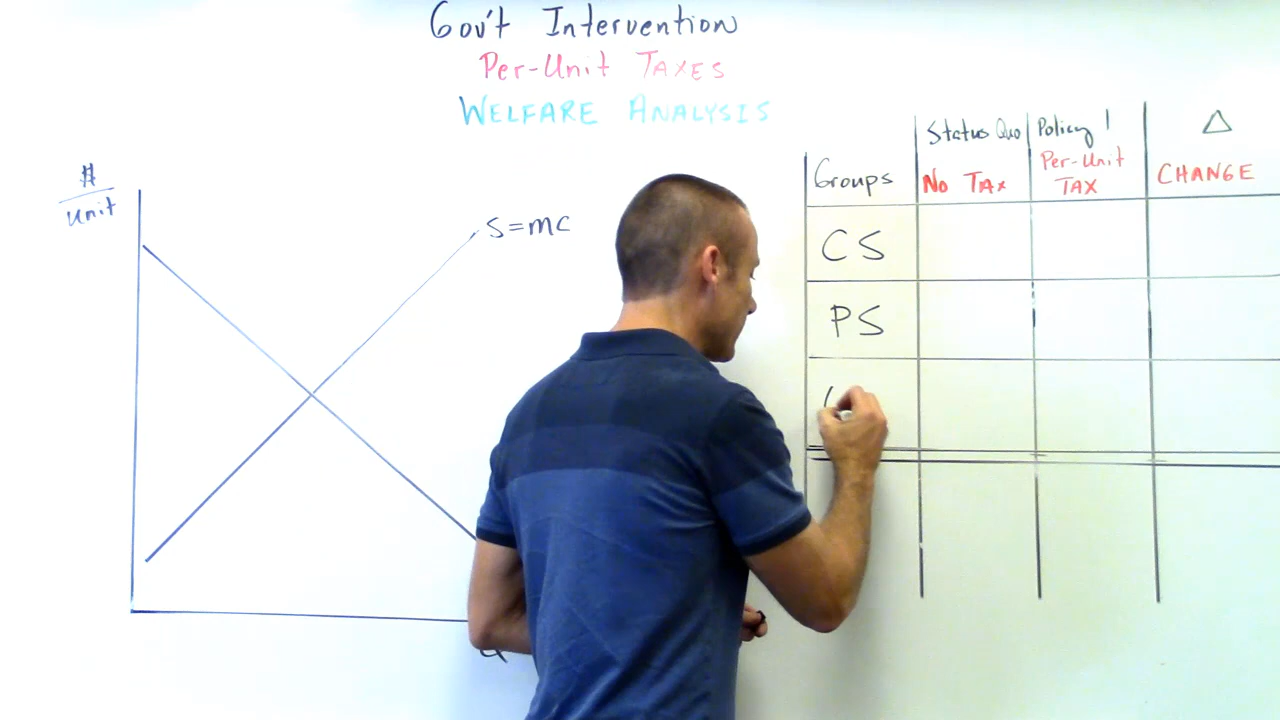 Gov't Intervention
Per-Unit TAXES
WELFARE ANALYSIS
$
unit
S=MC
Q
Status Quo
Policy 1
Δ
Groups
No TAX
Per-Unit
TAX
CHANGE
CS
PS